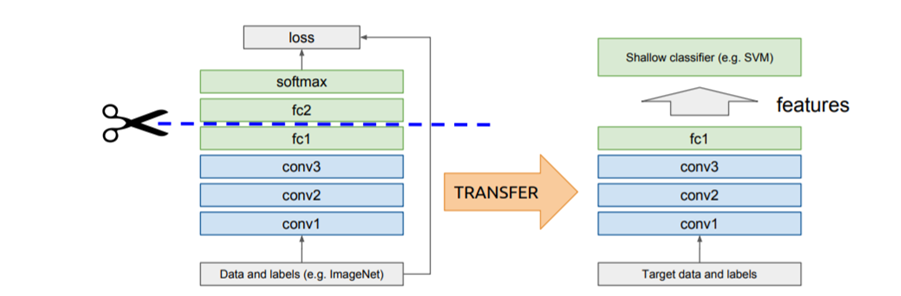 loss
softmax
fc2
fc1
conv3
conv2
conv1
Data and labels (e.g. ImageNet)
TRANSFER
Shallow classifier (e.g. SVM)
features
fc1
conv3
conv2
conv1
Target data and labels